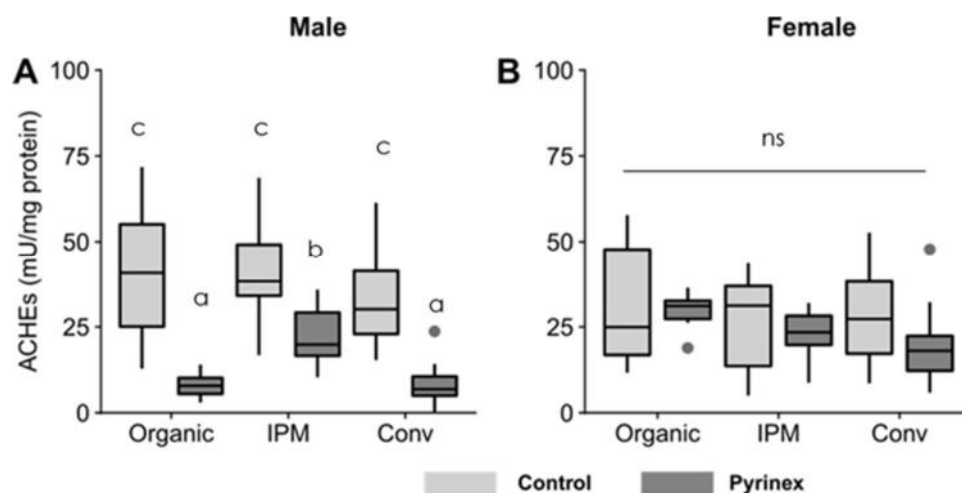 Male Female
A B
100 100
c c c
75 75
ns
50 50
b
a a
25 25
0 0
ACHEs (mU/mg protein)
Organic IPM Conv Organic IPM Conv
Control Pyrinex